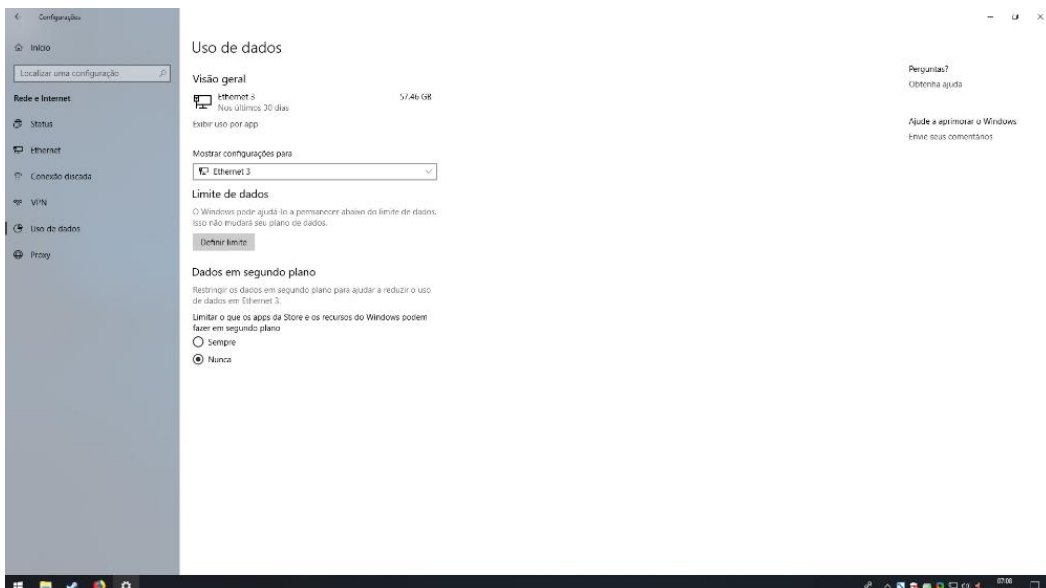 Configurações
Início
Localizar uma configuração
Rede e Internet
Status
Ethernet
Conexão discada
VPN
Uso de dados
Proxy
Uso de dados
Visão geral
Ethernet 3
57.46 GB
Nos últimos 30 dias
Exibir uso por app
Mostrar configurações para
Ethernet 3
Limite de dados
O Windows pode ajudá-lo a permanecer abaixo do limite de dados.
Isso não mudará seu plano de dados.
Definir limite
Dados em segundo plano
Restringir os dados em segundo plano para ajudar a reduzir o uso
de dados em Ethernet 3.
Limitar o que os apps da Store e os recursos do Windows podem
fazer em segundo plano
Sempre
Nunca
Perguntas?
Obtenha ajuda
Ajude a aprimorar o Windows
Envie seus comentários
07:08